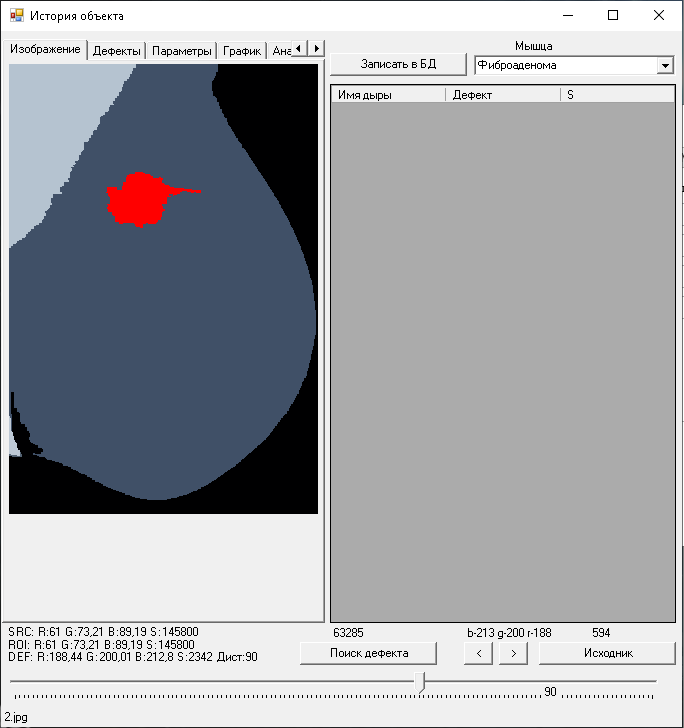 История объекта
Изображение Дефекты Параметры График Ана
Мышца
Записать в БД Фиброаденома
Имя дыры Дефект S
SRC: R:61 G:73,21 B:89,19 S:145800
ROI: R:61 G:73,21 B:89,19 S:145800
DEF: R:188,44 G:200,01 B:212,8 S:2342 Дист:90
63285 b-213 g-200 r-188 594
Поиск дефекта < > Исходник
90
2.jpg